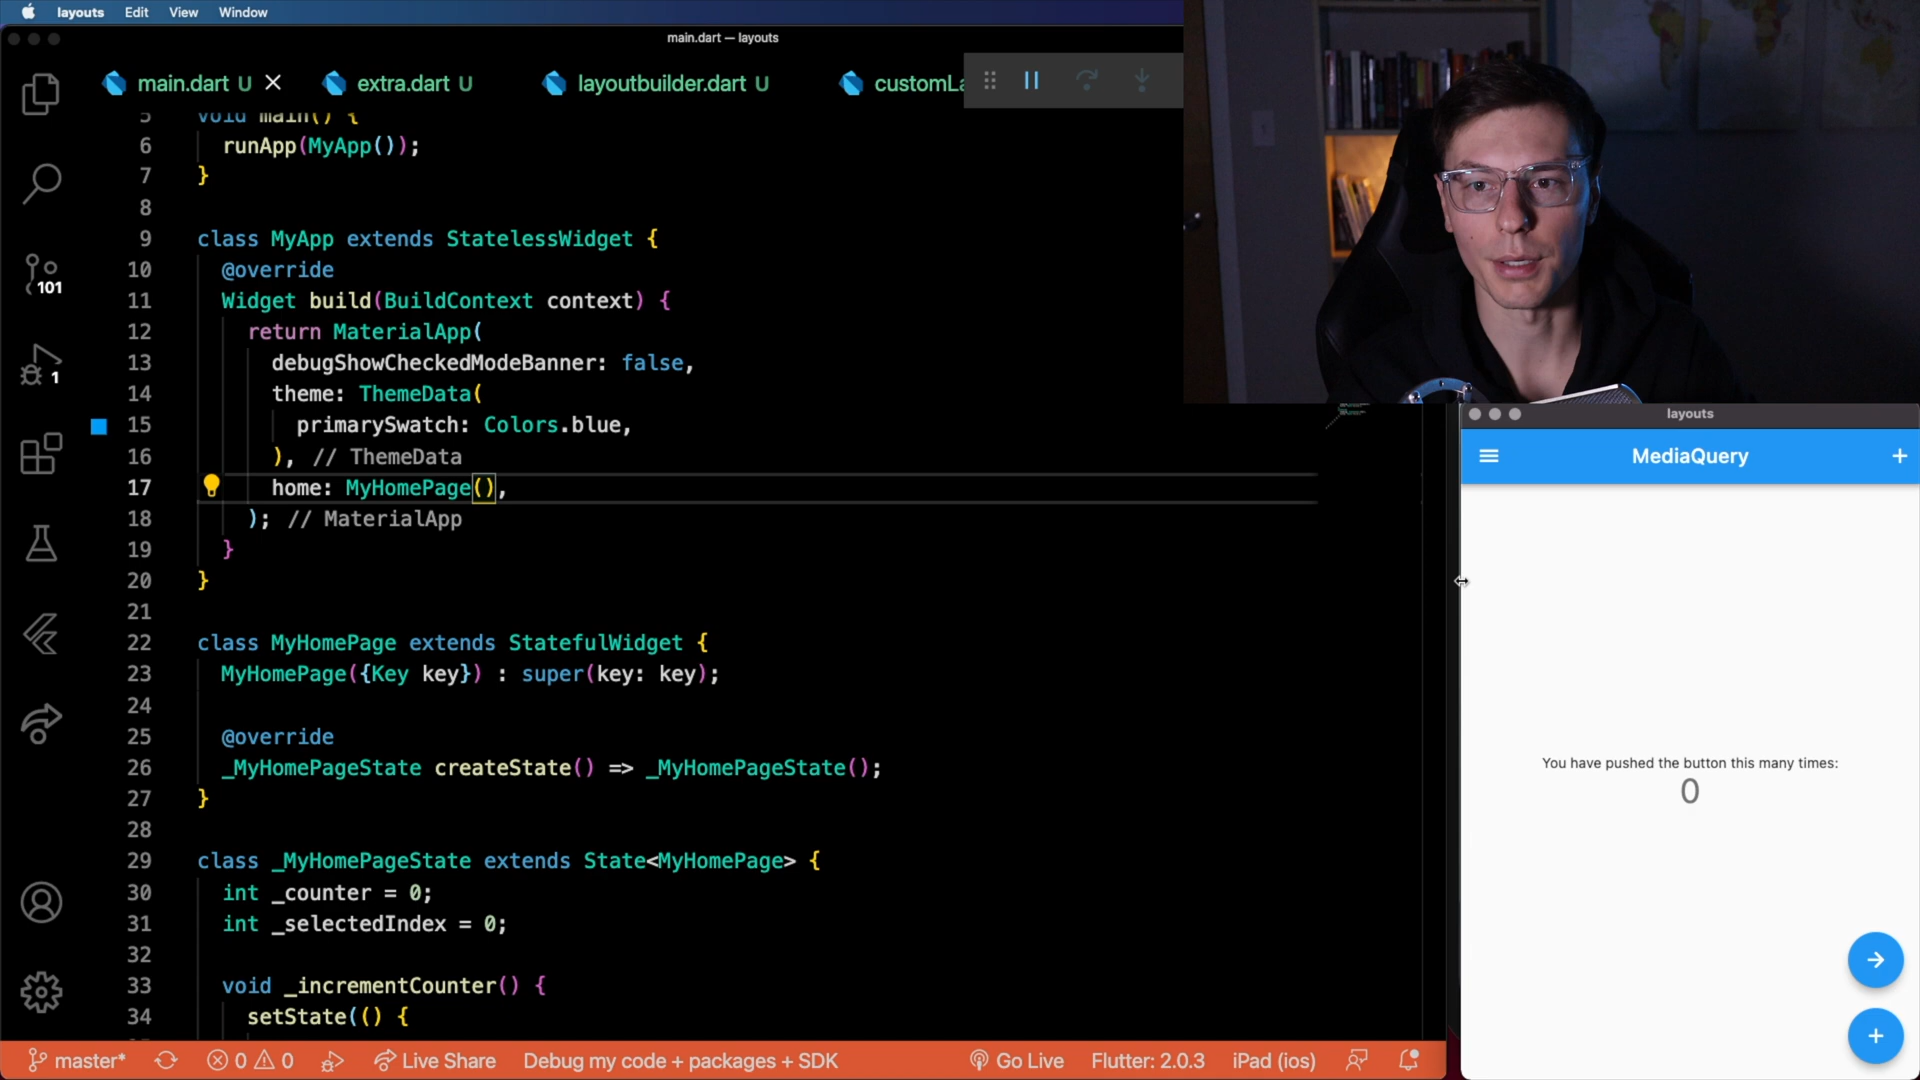 layouts Edit View Window
main.dart — layouts
main.dart U extra.dart U layoutbuilder.dart U customLa
5 void main() {
6 runApp(MyApp());
7 }
8
9 class MyApp extends StatelessWidget {
10 @override
11 Widget build(BuildContext context) {
12 return MaterialApp(
13 debugShowCheckedModeBanner: false,
14 theme: ThemeData(
15 primarySwatch: Colors.blue,
16 ), // ThemeData
17 home: MyHomePage(),
18 ); // MaterialApp
19 }
20 }
21
22 class MyHomePage extends StatefulWidget {
23 MyHomePage({Key key}) : super(key: key);
24
25 @override
26 _MyHomePageState createState() => _MyHomePageState();
27 }
28
29 class _MyHomePageState extends State<MyHomePage> {
30 int _counter = 0;
31 int _selectedIndex = 0;
32
33 void _incrementCounter() {
34 setState(() {
101
1
layouts
MediaQuery
You have pushed the button this many times:
0
master* 0 0 Live Share Debug my code + packages + SDK Go Live Flutter: 2.0.3 iPad (ios)